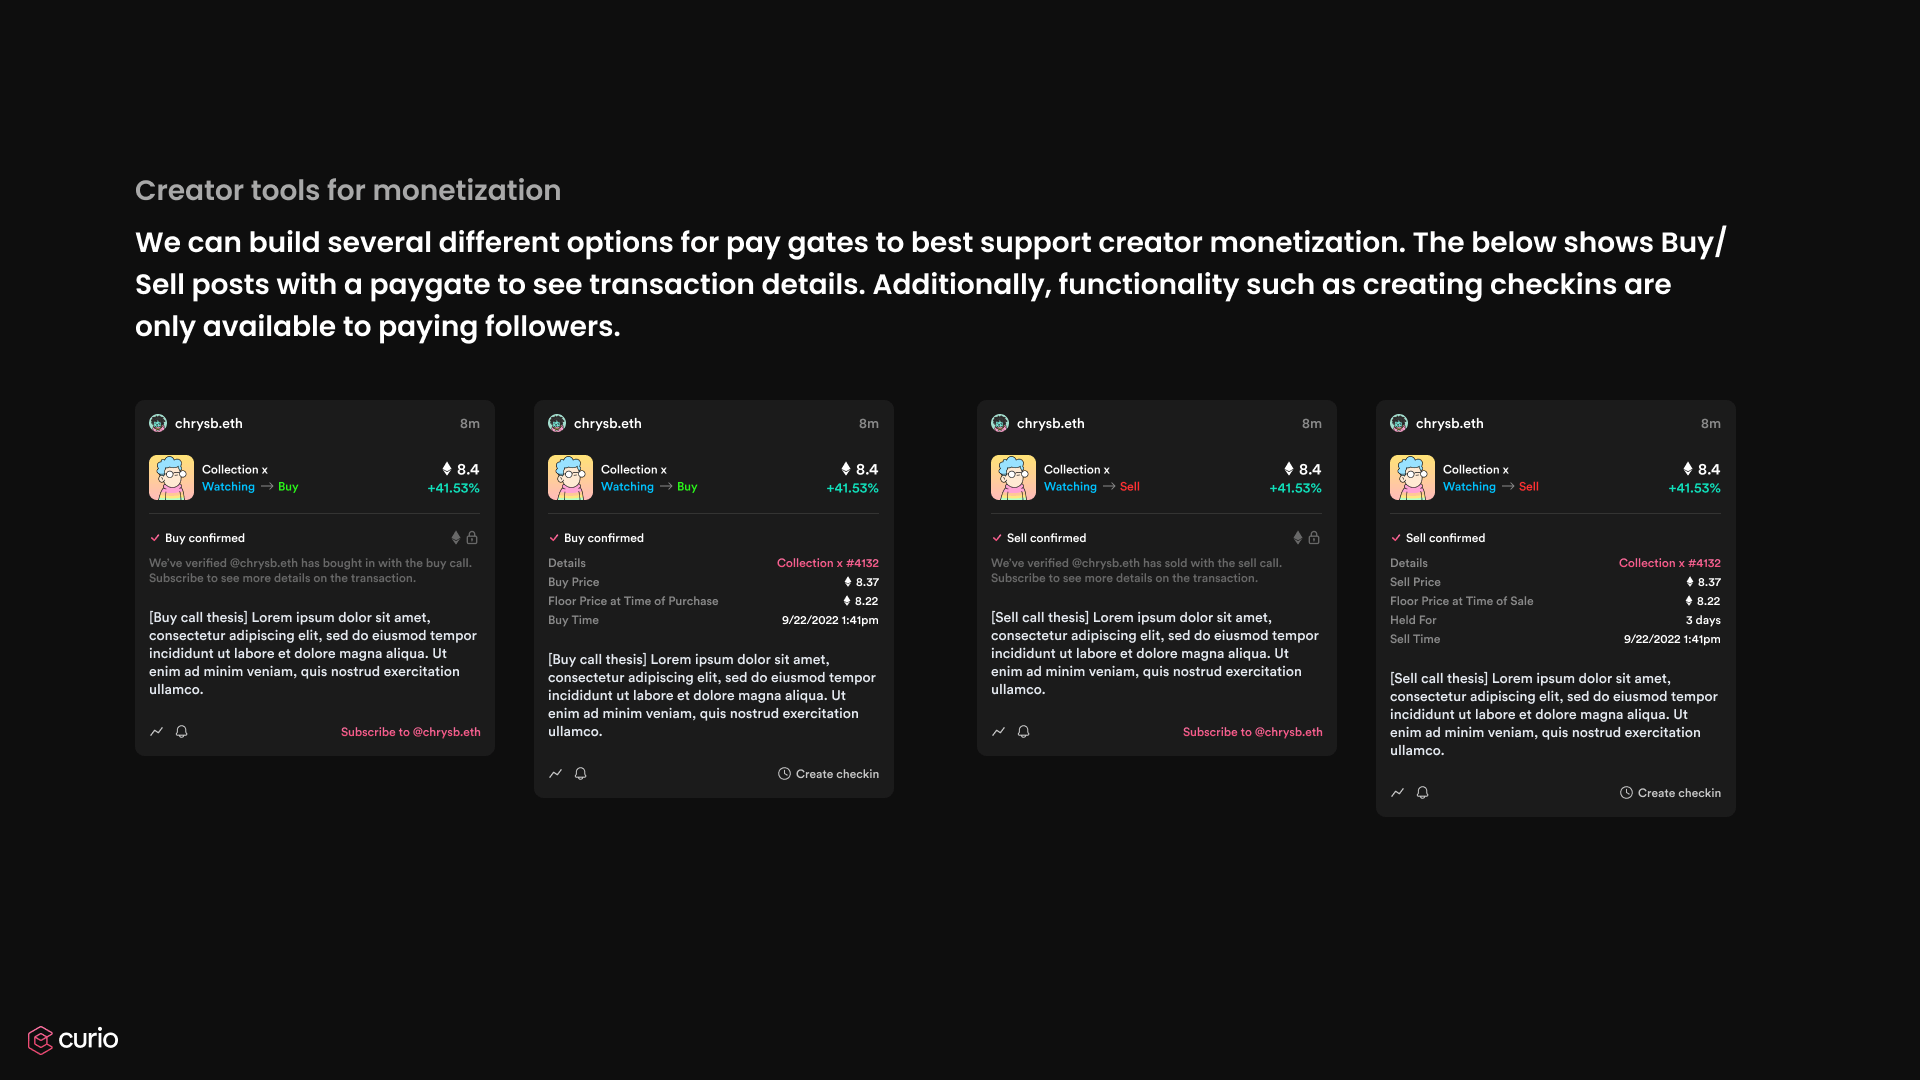 Creator tools for monetization
We can build several different options for pay gates to best support creator monetization. The below shows Buy/
Sell posts with a paygate to see transaction details. Additionally, functionality such as creating checkins are
only available to paying followers.
chrysb.eth 8m
Collection x 8.4
Watching → Buy +41.53%
Buy confirmed
We've verified @chrysb.eth has bought in with the buy call.
Subscribe to see more details on the transaction.
[Buy call thesis] Lorem ipsum dolor sit amet,
consectetur adipiscing elit, sed do eiusmod tempor
incididunt ut labore et dolore magna aliqua. Ut
enim ad minim veniam, quis nostrud exercitation
ullamco.
Subscribe to @chrysb.eth
chrysb.eth 8m
Collection x 8.4
Watching → Buy +41.53%
Buy confirmed
Details Collection x #4132
Buy Price 8.37
Floor Price at Time of Purchase 8.22
Buy Time 9/22/2022 1:41pm
[Buy call thesis] Lorem ipsum dolor sit amet,
consectetur adipiscing elit, sed do eiusmod tempor
incididunt ut labore et dolore magna aliqua. Ut
enim ad minim veniam, quis nostrud exercitation
ullamco.
Create checkin
chrysb.eth 8m
Collection x 8.4
Watching → Sell +41.53%
Sell confirmed
We've verified @chrysb.eth has sold with the sell call.
Subscribe to see more details on the transaction.
[Sell call thesis] Lorem ipsum dolor sit amet,
consectetur adipiscing elit, sed do eiusmod tempor
incididunt ut labore et dolore magna aliqua. Ut
enim ad minim veniam, quis nostrud exercitation
ullamco.
Subscribe to @chrysb.eth
chrysb.eth 8m
Collection x 8.4
Watching → Sell +41.53%
Sell confirmed
Details Collection x #4132
Sell Price 8.37
Floor Price at Time of Sale 8.22
Held For 3 days
Sell Time 9/22/2022 1:41pm
[Sell call thesis] Lorem ipsum dolor sit amet,
consectetur adipiscing elit, sed do eiusmod tempor
incididunt ut labore et dolore magna aliqua. Ut
enim ad minim veniam, quis nostrud exercitation
ullamco.
Create checkin
curio